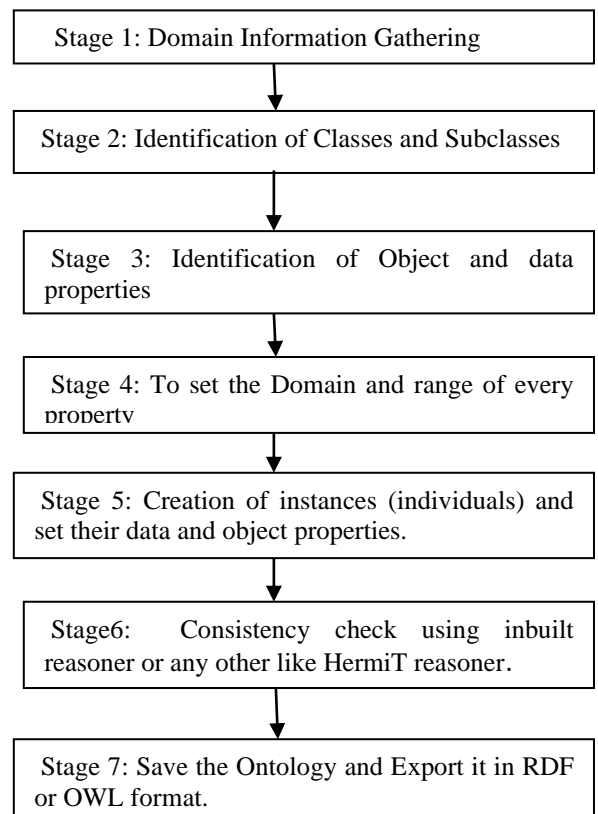 Stage 1: Domain Information Gathering
Stage 2: Identification of Classes and Subclasses
Stage 3: Identification of Object and data
properties
Stage 4: To set the Domain and range of every
property
Stage 5: Creation of instances (individuals) and
set their data and object properties.
Stage6: Consistency check using inbuilt
reasoner or any other like HermiT reasoner.
Stage 7: Save the Ontology and Export it in RDF
or OWL format.